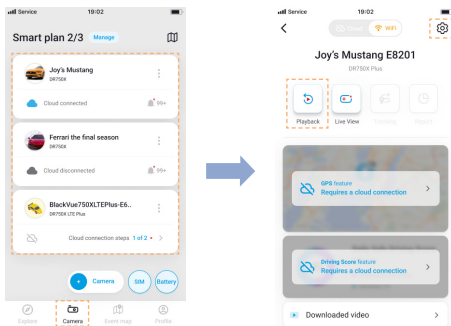 Service
19:02
Smart plan 2/3
Manage
Joy's Mustang
DR750X
Cloud connected
99+
Ferrari the final season
DR750X
Cloud disconnected
99+
BlackVue750XLTEPlus-E6..
DR750X LTE Plus
Cloud connection steps 1 of 2
Camera
SIM
Battery
Explore
Camera
Event map
Profile
Service
19:02
Cloud
WiFi
Joy's Mustang E8201
DR750X Plus
Playback
Live View
Report
GPS feature
Requires a cloud connection
Driving Score feature
Requires a cloud connection
Downloaded video